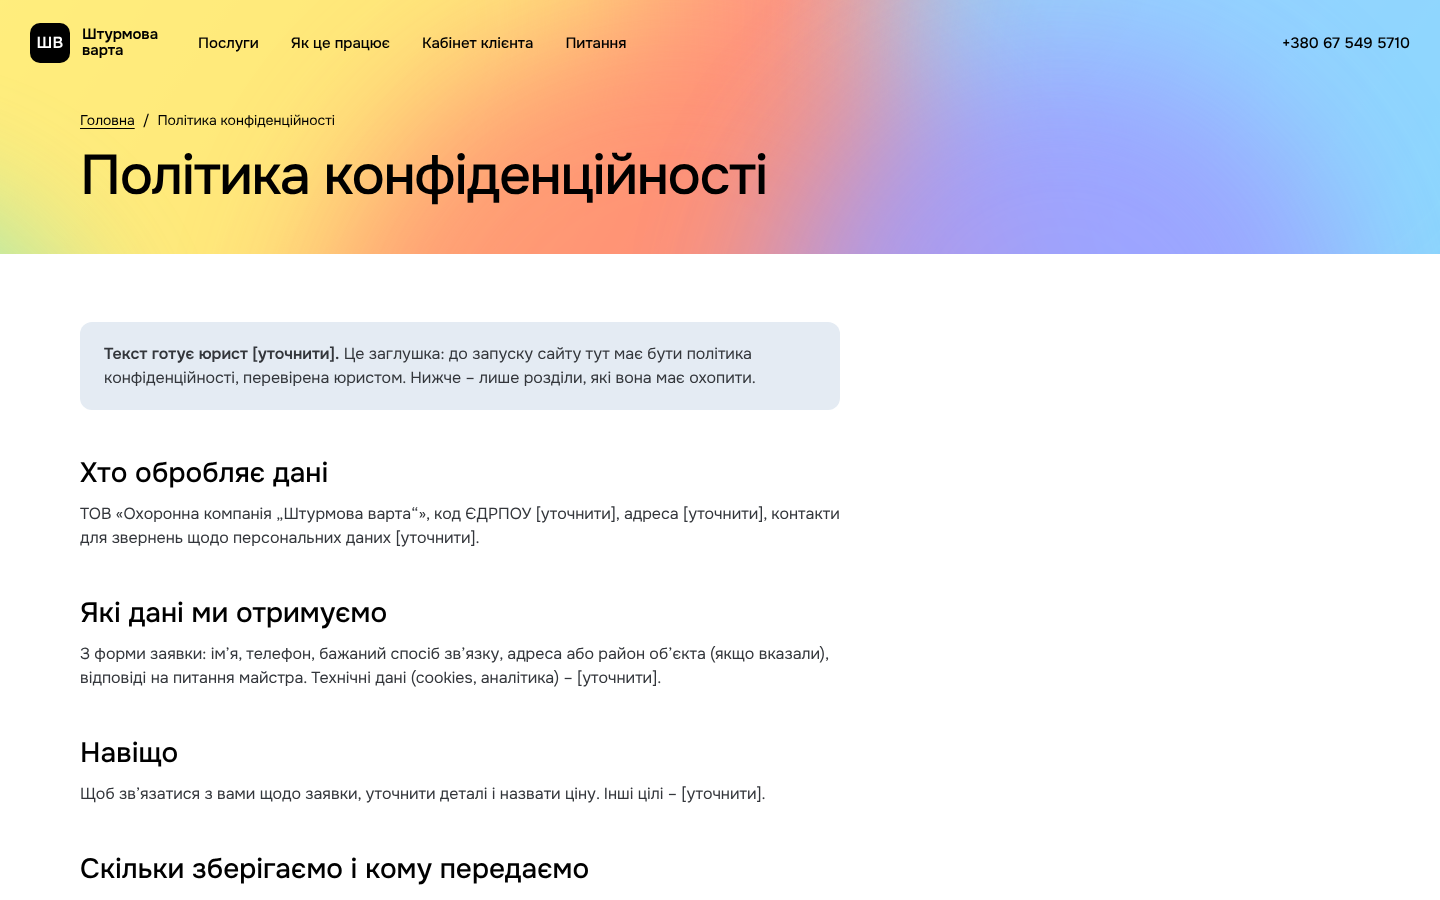 ШВ
Штурмова
варта
Послуги
Як це працює
Кабінет клієнта
Питання
+380 67 549 5710
Головна / Політика конфіденційності
Політика конфіденційності
Текст готує юрист [уточнити]. Це заглушка: до запуску сайту тут має бути політика
конфіденційності, перевірена юристом. Нижче – лише розділи, які вона має охопити.
Хто обробляє дані
ТОВ «Охоронна компанія „Штурмова варта“», код ЄДРПОУ [уточнити], адреса [уточнити], контакти
для звернень щодо персональних даних [уточнити].
Які дані ми отримуємо
З форми заявки: ім’я, телефон, бажаний спосіб зв’язку, адреса або район об’єкта (якщо вказали),
відповіді на питання майстра. Технічні дані (cookies, аналітика) – [уточнити].
Навіщо
Щоб зв’язатися з вами щодо заявки, уточнити деталі і назвати ціну. Інші цілі – [уточнити].
Скільки зберігаємо і кому передаємо